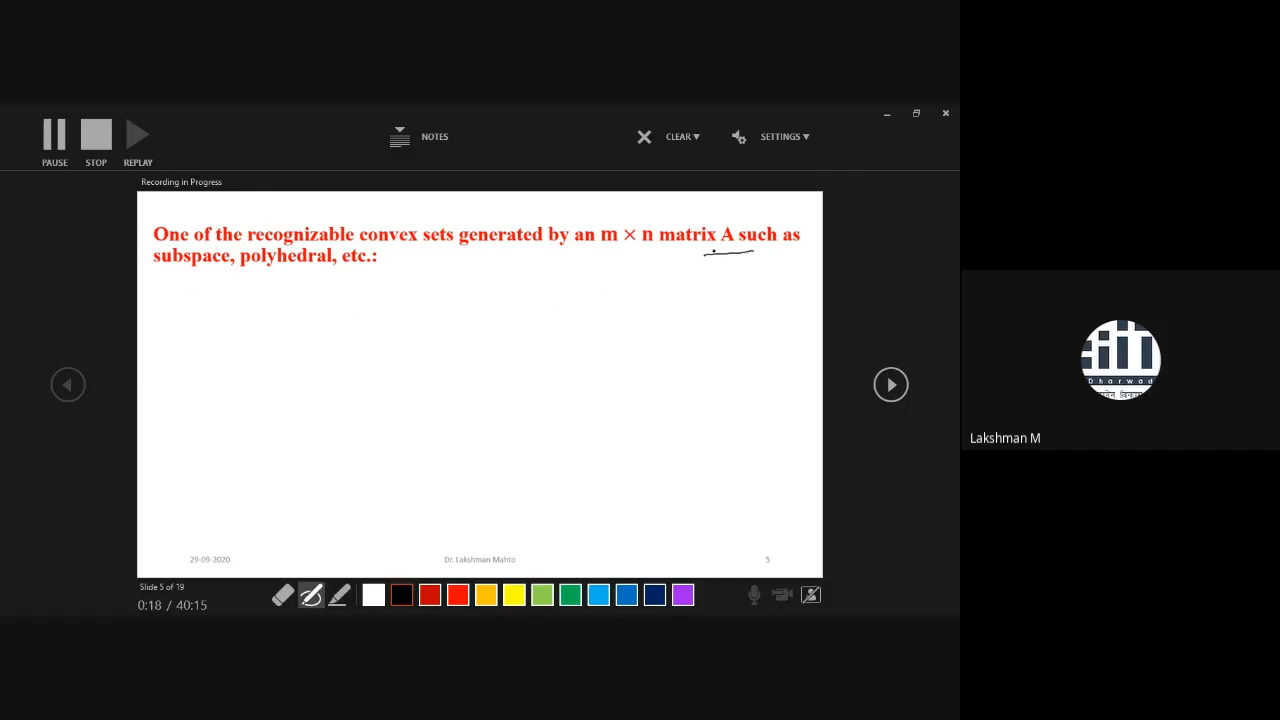 PAUSE STOP REPLAY
NOTES
CLEAR
SETTINGS
Recording in Progress
One of the recognizable convex sets generated by an m × n matrix A such as
subspace, polyhedral, etc.:
29-09-2020
Dr. Lakshman Mahto
5
Slide 5 of 19
0:18 / 40:15
Dharwad
Lakshman M